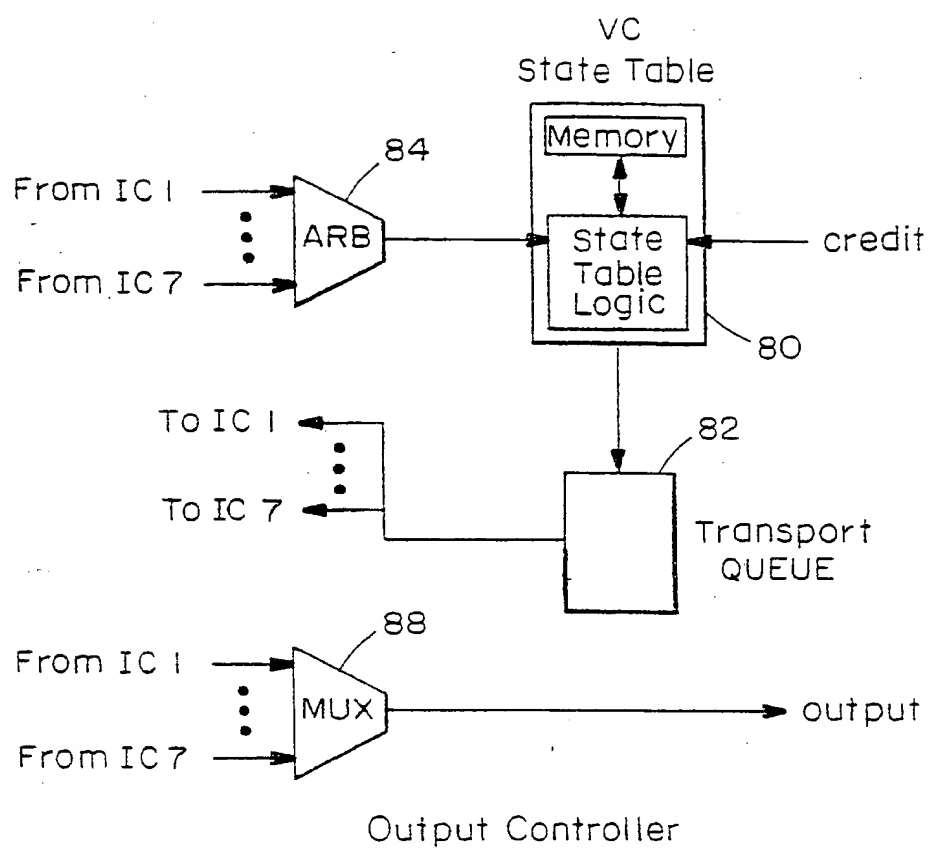 VC
State Table
Memory
84
From IC 1
ARB
State
Table
Logic
credit
From IC 7
80
To IC 1
82
To IC 7
Transport
QUEUE
88
From IC 1
MUX
output
From IC 7
Output Controller